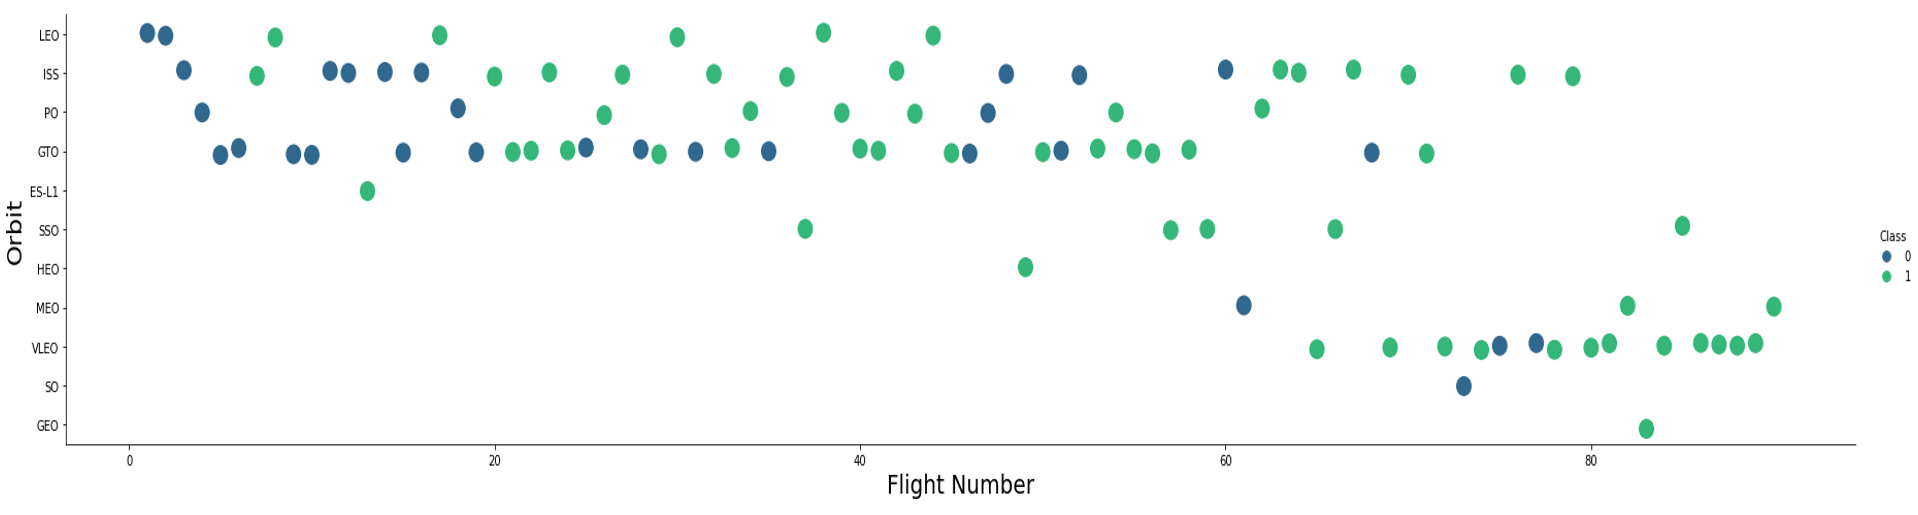 Orbit
LEO
ISS
PO
GTO
ES-L1
SSO
HEO
MEO
VLEO
SO
GEO
0 20 40 60 80
Flight Number
Class
0
1